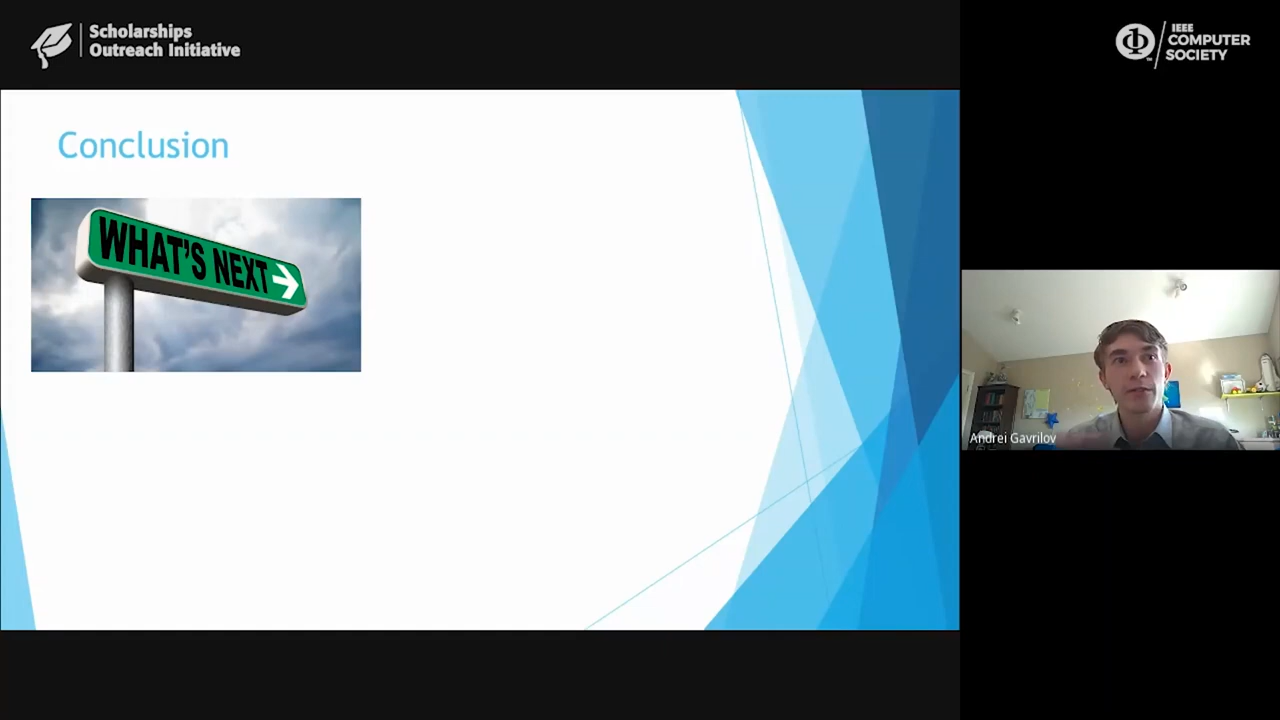 Scholarships
Outreach Initiative
IEEE
COMPUTER
SOCIETY
Conclusion
WHAT'S NEXT
Andrei Gavrilov